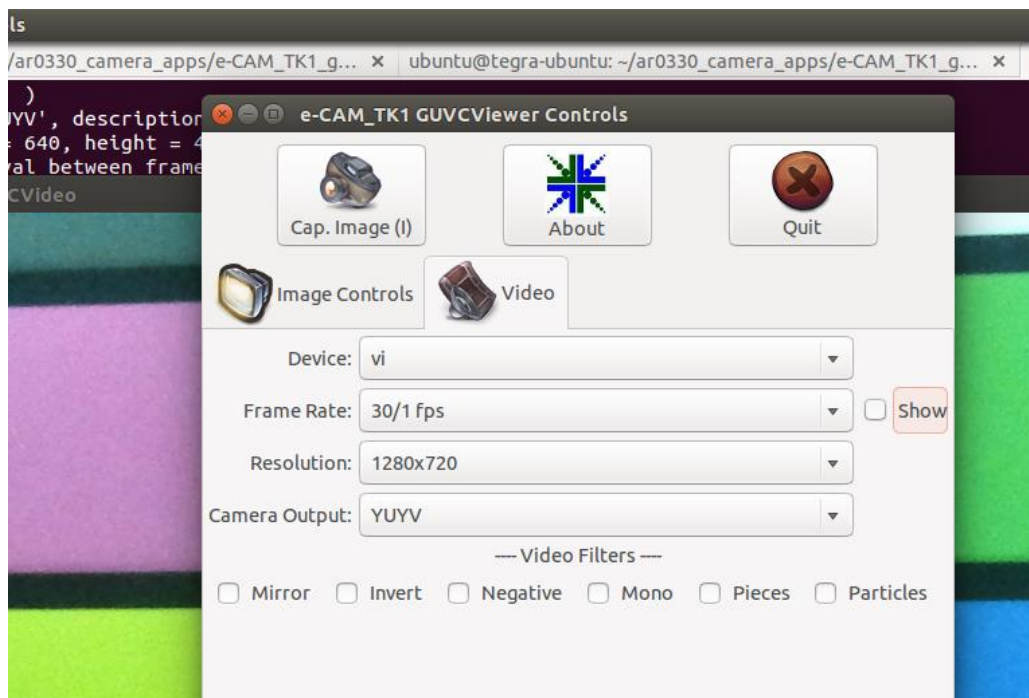 ls
/ar0330_camera_apps/e-CAM_TK1_g... × ubuntu@tegra-ubuntu: ~/ar0330_camera_apps/e-CAM_TK1_g... ×
)
YV', description
= 640, height = 4
val between frame
CVideo
e-CAM_TK1 GUVCViewer Controls
Cap. Image (I) About Quit
Image Controls Video
Device: vi
Frame Rate: 30/1 fps Show
Resolution: 1280x720
Camera Output: YUYV
---- Video Filters ----
Mirror Invert Negative Mono Pieces Particles